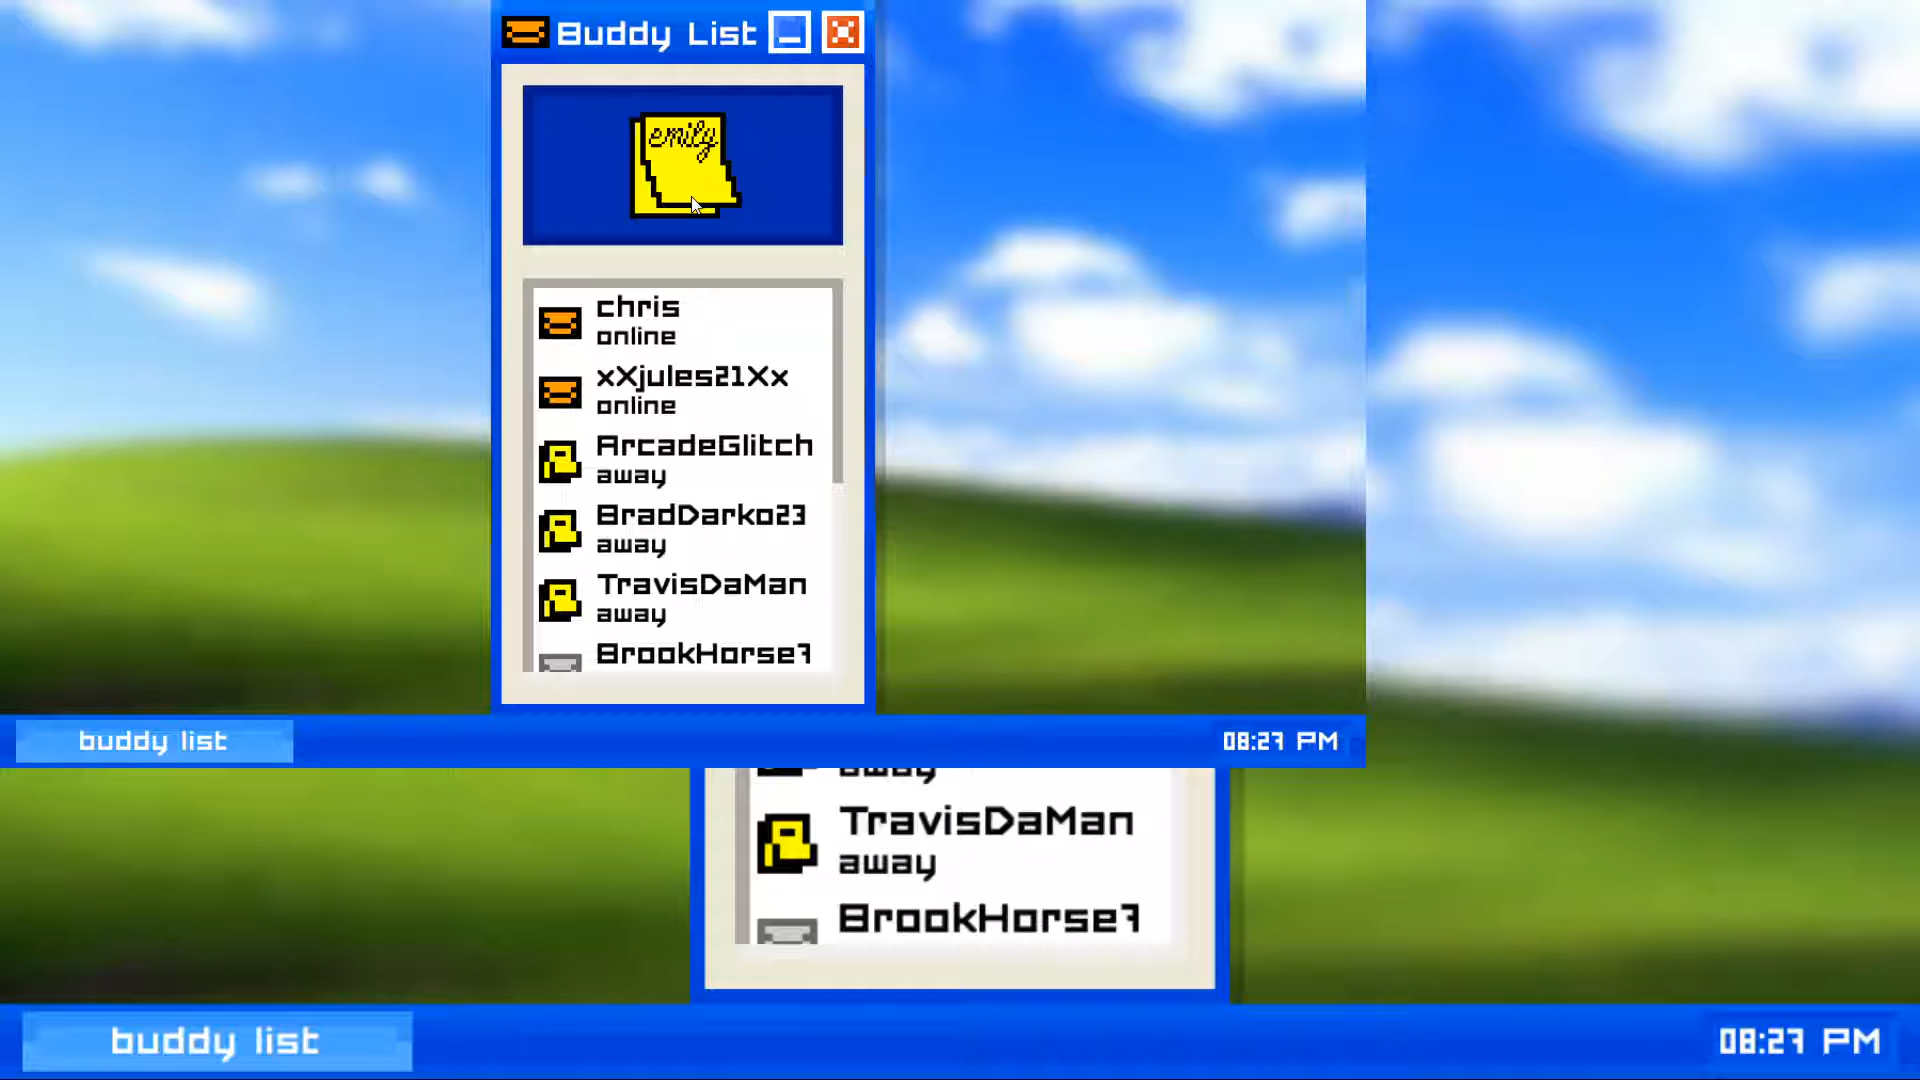 Buddy List
emily
chris
online
xXjules21Xx
online
ArcadeGlitch
away
BradDarko23
away
TravisDaMan
away
BrookHorse7
buddy list
08:27 PM
away
TravisDaMan
away
BrookHorse7
buddy list
08:27 PM